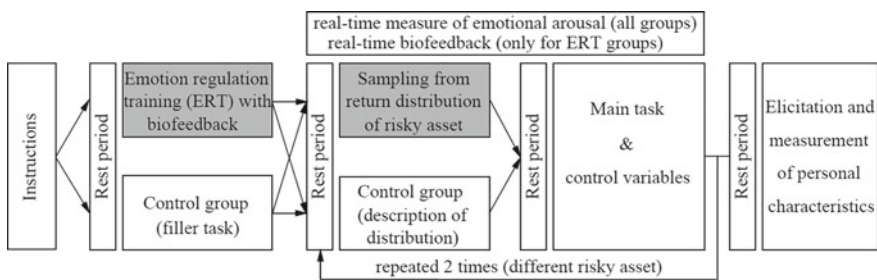 real-time measure of emotional arousal (all groups)
real-time biofeedback (only for ERT groups)
Instructions
Rest period
Emotion regulation
training (ERT) with
biofeedback
Control group
(filler task)
Rest period
Sampling from
return distribution
of risky asset
Control group
(description of
distribution)
Rest period
Main task
&
control variables
Rest period
Elicitation and
measurement
of personal
characteristics
repeated 2 times (different risky asset)